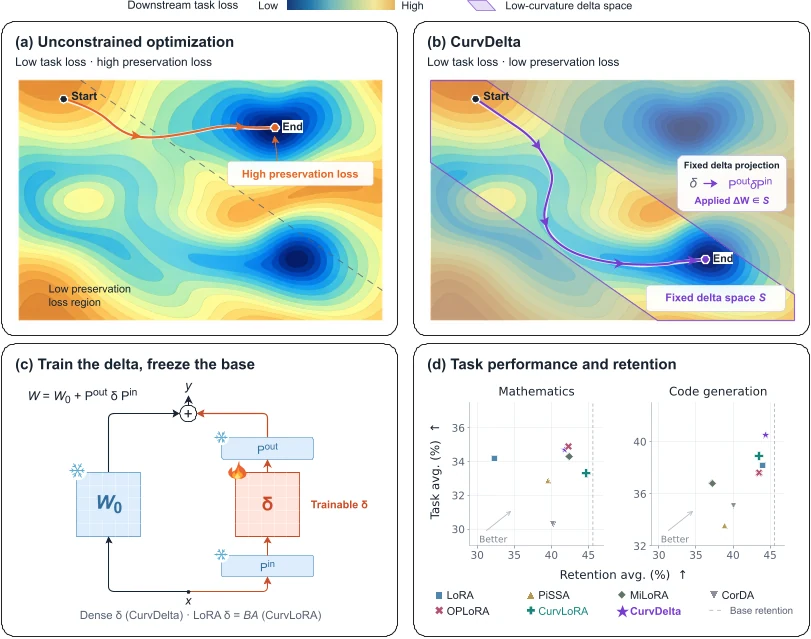 Downstream task loss Low High Low-curvature delta space
(a) Unconstrained optimization
Low task loss · high preservation loss
Start
End
High preservation loss
Low preservation
loss region
(b) CurvDelta
Low task loss · low preservation loss
Start
Fixed delta projection
δ → PᵒᵘᵗδPⁱⁿ
Applied ΔW ∈ S
End
Fixed delta space S
(c) Train the delta, freeze the base
W = W₀ + Pᵒᵘᵗ δ Pⁱⁿ
y
+
Pᵒᵘᵗ
W₀
δ
Trainable δ
Pⁱⁿ
x
Dense δ (CurvDelta) · LoRA δ = BA (CurvLoRA)
(d) Task performance and retention
Mathematics
Task avg. (%) ↑
36
34
32
30
Better
30 35 40 45
Code generation
40
36
32
Better
30 35 40 45
Retention avg. (%) ↑
LoRA PiSSA MiLoRA CorDA
OPLoRA CurvLoRA CurvDelta Base retention